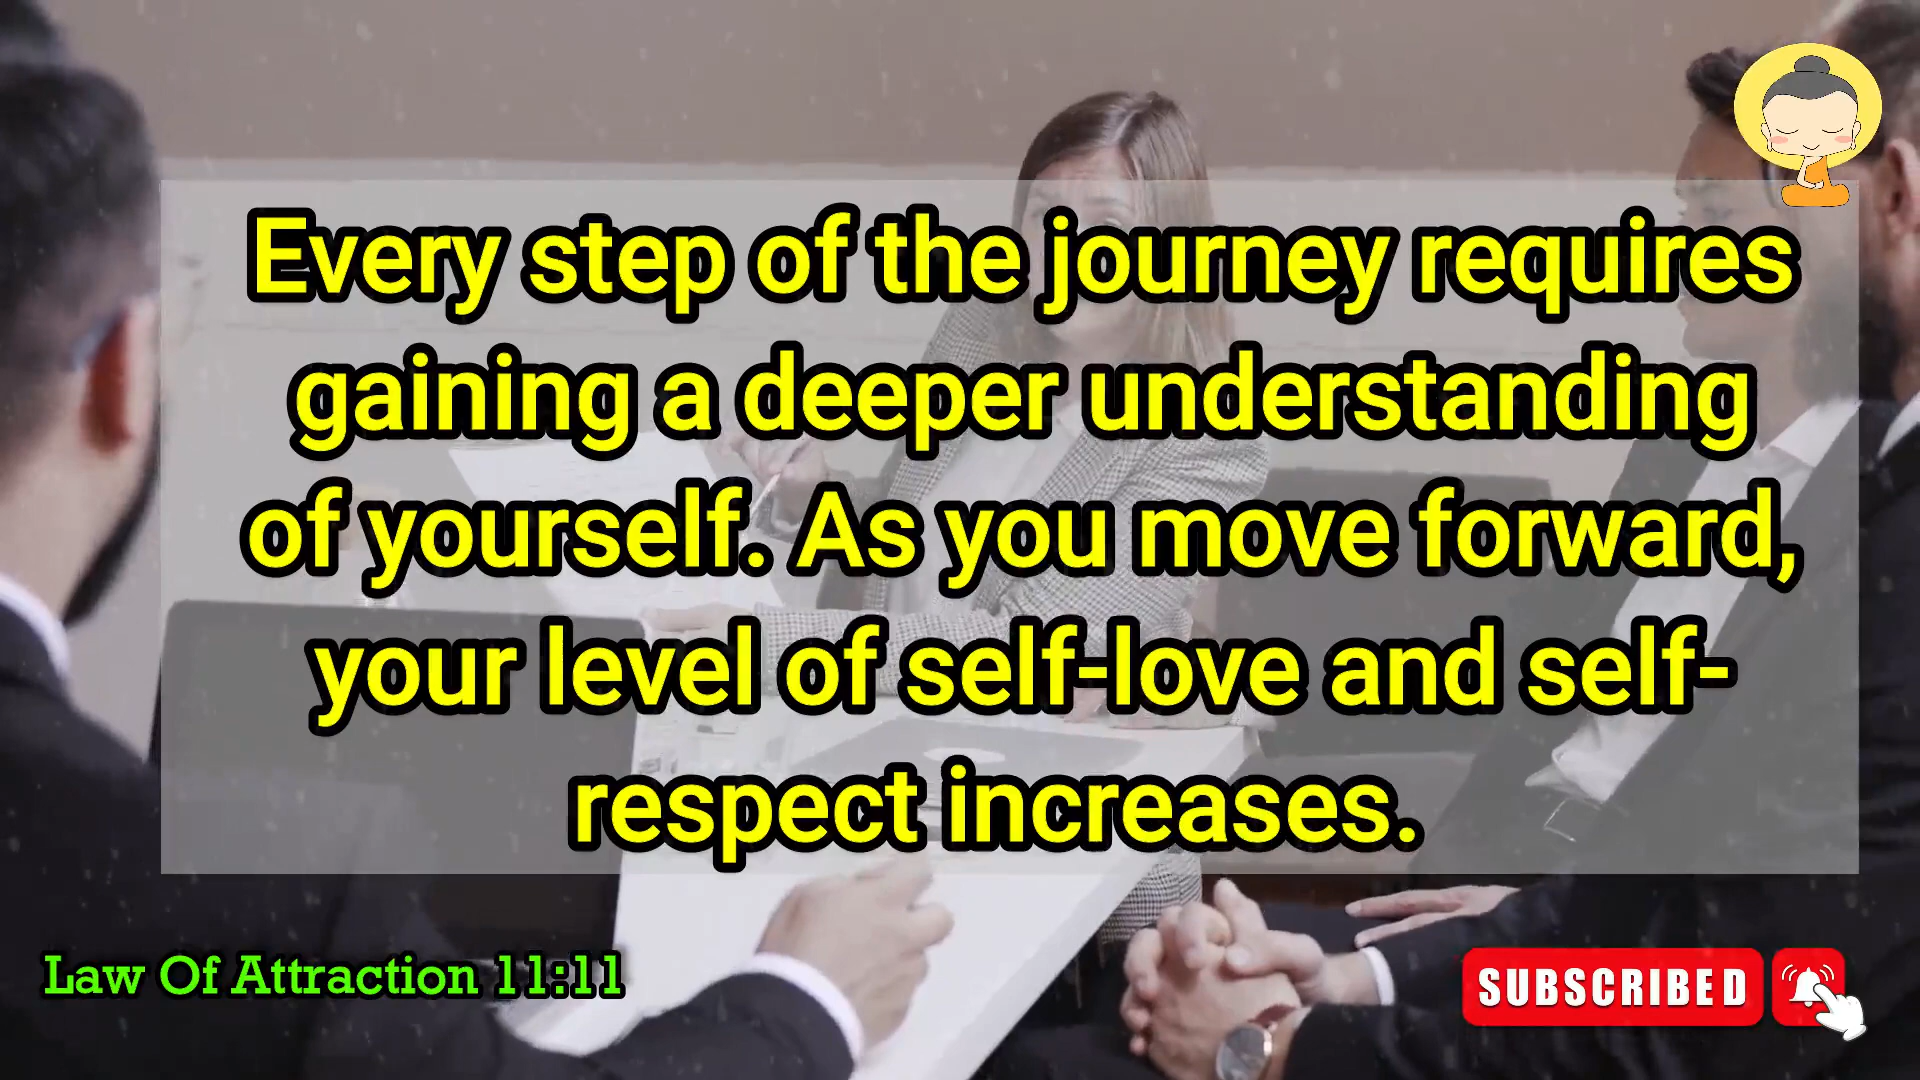 Every step of the journey requires
gaining a deeper understanding
of yourself. As you move forward,
your level of self-love and self-
respect increases.
Law Of Attraction 11:11
SUBSCRIBED